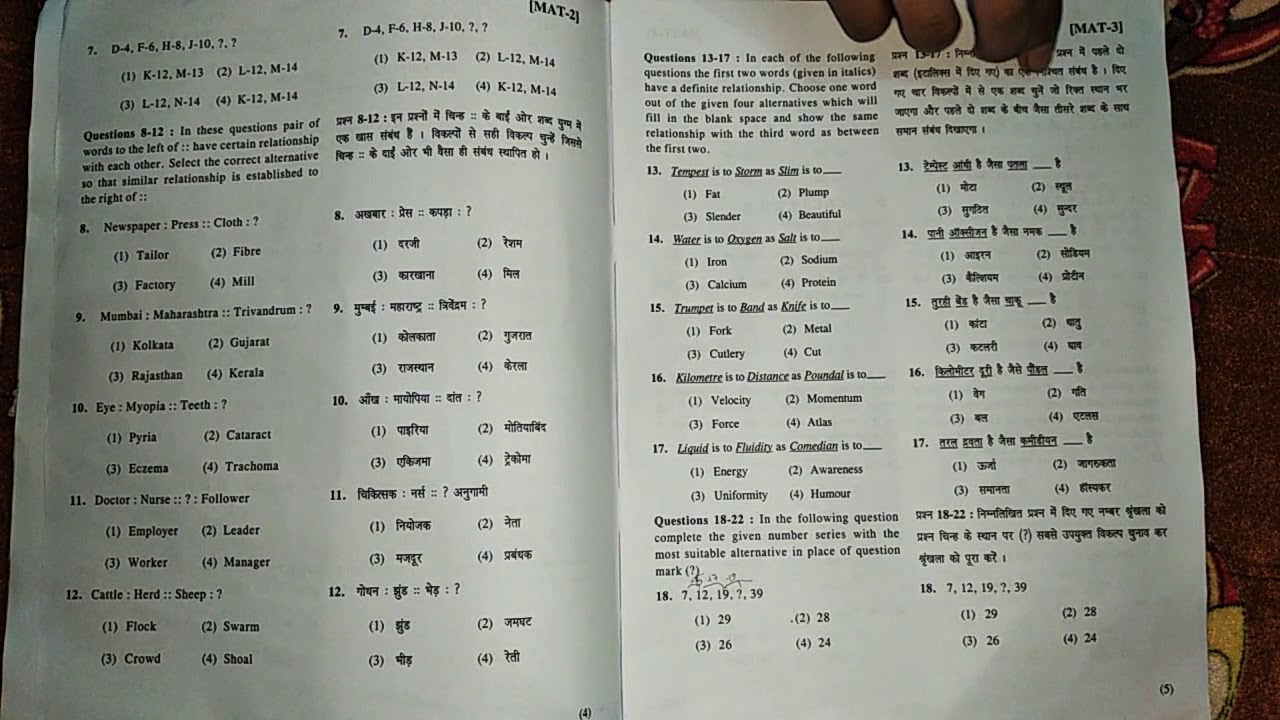 [MAT-2]
7. D-4, F-6, H-8, J-10, ?, ?
(1) K-12, M-13 (2) L-12, M-14
(3) L-12, N-14 (4) K-12, M-14
Questions 8-12 : In these questions pair of
words to the left of :: have certain relationship
with each other. Select the correct alternative
so that similar relationship is established to
the right of ::
8. Newspaper : Press :: Cloth : ?
(1) Tailor (2) Fibre
(3) Factory (4) Mill
9. Mumbai : Maharashtra :: Trivandrum : ?
(1) Kolkata (2) Gujarat
(3) Rajasthan (4) Kerala
10. Eye : Myopia :: Teeth : ?
(1) Pyria (2) Cataract
(3) Eczema (4) Trachoma
11. Doctor : Nurse :: ? : Follower
(1) Employer (2) Leader
(3) Worker (4) Manager
12. Cattle : Herd :: Sheep : ?
(1) Flock (2) Swarm
(3) Crowd (4) Shoal
7. D-4, F-6, H-8, J-10, ?, ?
(1) K-12, M-13 (2) L-12, M-14
(3) L-12, N-14 (4) K-12, M-14
प्रश्न 8-12 : इन प्रश्नों में चिन्ह :: के बाईं ओर शब्द युग्म में
एक खास संबंध है । विकल्पों से सही विकल्प चुन्हें जिससे
चिन्ह :: के दाईं ओर भी वैसा ही संबंध स्थापित हो ।
8. अखबार : प्रेस :: कपड़ा : ?
(1) दरजी (2) रेशम
(3) कारखाना (4) मिल
9. मुम्बई : महाराष्ट्र :: त्रिवेंद्रम : ?
(1) कोलकाता (2) गुजरात
(3) राजस्थान (4) केरला
10. आँख : मायोपिया :: दांत : ?
(1) पाइरिया (2) मोतियाबिंद
(3) एकिजमा (4) ट्रेकोमा
11. चिकित्सक : नर्स :: ? अनुगामी
(1) नियोजक (2) नेता
(3) मजदूर (4) प्रबंधक
12. गोधन : झुंड :: भेड़ : ?
(1) झुंड (2) जमघट
(3) भीड़ (4) रेती
(4)
[MAT-3]
Questions 13-17 : In each of the following
questions the first two words (given in italics)
have a definite relationship. Choose one word
out of the given four alternatives which will
fill in the blank space and show the same
relationship with the third word as between
the first two.
13. Tempest is to Storm as Slim is to___
(1) Fat (2) Plump
(3) Slender (4) Beautiful
14. Water is to Oxygen as Salt is to___
(1) Iron (2) Sodium
(3) Calcium (4) Protein
15. Trumpet is to Band as Knife is to___
(1) Fork (2) Metal
(3) Cutlery (4) Cut
16. Kilometre is to Distance as Poundal is to___
(1) Velocity (2) Momentum
(3) Force (4) Atlas
17. Liquid is to Fluidity as Comedian is to___
(1) Energy (2) Awareness
(3) Uniformity (4) Humour
Questions 18-22 : In the following question
complete the given number series with the
most suitable alternative in place of question
mark (?)
18. 7, 12, 19, ?, 39
(1) 29 (2) 28
(3) 26 (4) 24
प्रश्न 13-17 : प्रश्न में पहले दो
शब्द (इटालिक्स में दिए गए) का एक निश्चित संबंध है । दिए
गए चार विकल्पों में से एक शब्द चुनें जो रिक्त स्थान भर
जाएगा और पहले दो शब्द के बीच जैसा तीसरे शब्द के साथ
समान संबंध दिखाएगा ।
13. टेम्पेस्ट आंधी है जैसा पतला ___ है
(1) मोटा (2) स्थूल
(3) सुगठित (4) सुन्दर
14. पानी ऑक्सीजन है जैसा नमक ___ है
(1) आइरन (2) सोडियम
(3) कैल्शियम (4) प्रोटीन
15. तुरही बेंड है जैसा चाकू ___ है
(1) कांटा (2) धातु
(3) कटलरी (4) घाव
16. किलोमीटर दूरी है जैसे पौंडल ___ है
(1) वेग (2) गति
(3) बल (4) एटलस
17. तरल द्रवता है जैसा कमीडीयन ___ है
(1) ऊर्जा (2) जागरुकता
(3) समानता (4) हॉस्यकर
प्रश्न 18-22 : निम्नलिखित प्रश्न में दिए गए नम्बर श्रृंखला को
प्रश्न चिन्ह के स्थान पर (?) सबसे उपयुक्त विकल्प चुनाव कर
श्रृंखला को पूरा करें ।
18. 7, 12, 19, ?, 39
(1) 29 (2) 28
(3) 26 (4) 24
(5)